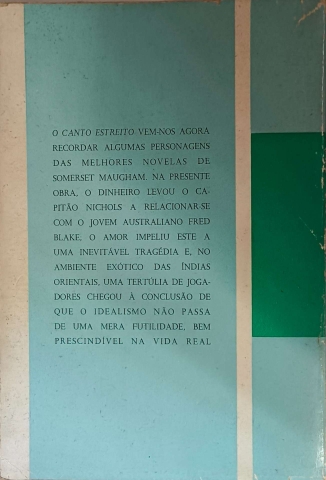 O CANTO ESTREITO VEM-NOS AGORA
RECORDAR ALGUMAS PERSONAGENS
DAS MELHORES NOVELAS DE
SOMERSET MAUGHAM. NA PRESENTE
OBRA, O DINHEIRO LEVOU O CA-
PITÃO NICHOLS A RELACIONAR-SE
COM O JOVEM AUSTRALIANO FRED
BLAKE; O AMOR IMPELIU ESTE A
UMA INEVITÁVEL TRAGÉDIA E, NO
AMBIENTE EXÓTICO DAS ÍNDIAS
ORIENTAIS, UMA TERTÚLIA DE JOGA-
DORES CHEGOU À CONCLUSÃO DE
QUE O IDEALISMO NÃO PASSA
DE UMA MERA FUTILIDADE, BEM
PRESCINDÍVEL NA VIDA REAL